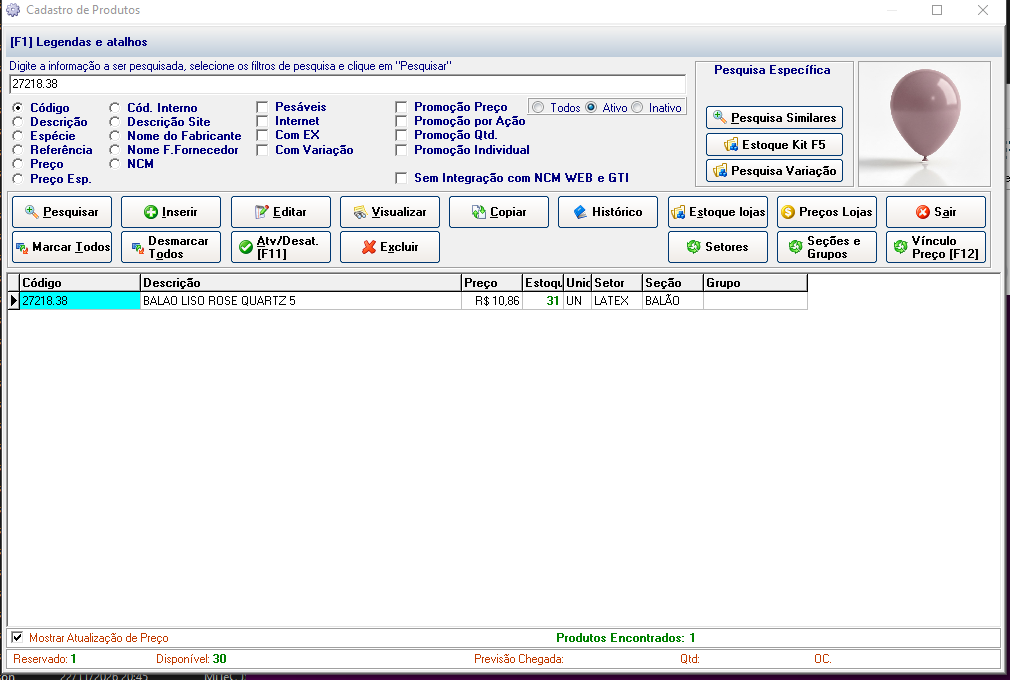 Cadastro de Produtos
[F1] Legendas e atalhos
Digite a informação a ser pesquisada, selecione os filtros de pesquisa e clique em "Pesquisar"
27218.38
Código
Descrição
Espécie
Referência
Preço
Preço Esp.
Cód. Interno
Descrição Site
Nome do Fabricante
Nome F.Fornecedor
NCM
Pesáveis
Internet
Com EX
Com Variação
Promoção Preço
Promoção por Ação
Promoção Qtd.
Promoção Individual
Sem Integração com NCM WEB e GTI
Todos Ativo Inativo
Pesquisa Específica
Pesquisa Similares
Estoque Kit F5
Pesquisa Variação
Pesquisar Inserir Editar Visualizar Copiar Histórico Estoque lojas Preços Lojas Sair
Marcar Todos
Desmarcar
Todos
Atv/Desat.
[F11]
Excluir
Setores
Seções e
Grupos
Vínculo
Preço [F12]
Código Descrição Preço Estoqu Unid Setor Seção Grupo
27218.38 BALAO LISO ROSE QUARTZ 5 R$ 10,86 31 UN LATEX BALÃO
Mostrar Atualização de Preço Produtos Encontrados: 1
Reservado: 1 Disponível: 30 Previsão Chegada: Qtd: OC.